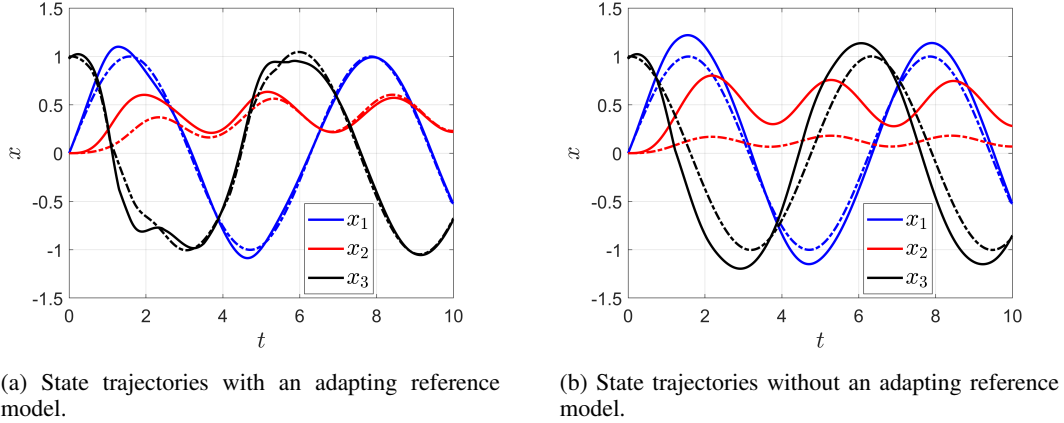 1.5
1
0.5
0
-0.5
-1
-1.5
x
0 2 4 6 8 10
t
x₁
x₂
x₃
(a) State trajectories with an adapting reference
model.
1.5
1
0.5
0
-0.5
-1
-1.5
x
0 2 4 6 8 10
t
x₁
x₂
x₃
(b) State trajectories without an adapting reference
model.